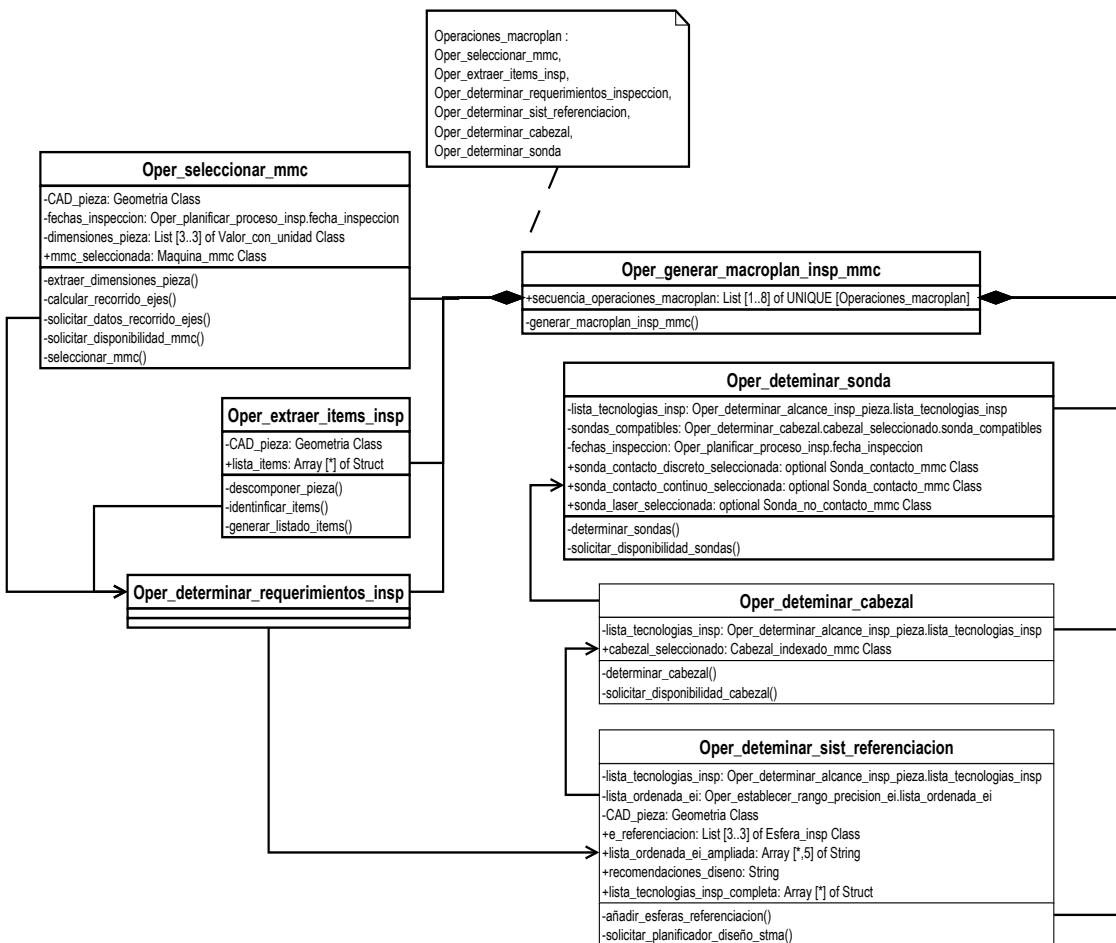 Operaciones_macroplan :
Oper_seleccionar_mmc,
Oper_extraer_items_insp,
Oper_determinar_requerimientos_inspeccion,
Oper_determinar_sist_referenciacion,
Oper_determinar_cabezal,
Oper_determinar_sonda
Oper_seleccionar_mmc
-CAD_pieza: Geometria Class
-fechas_inspeccion: Oper_planificar_proceso_insp.fecha_inspeccion
-dimensiones_pieza: List [3..3] of Valor_con_unidad Class
+mmc_seleccionada: Maquina_mmc Class
-extraer_dimensiones_pieza()
-calcular_recorrido_ejes()
-solicitar_datos_recorrido_ejes()
-solicitar_disponibilidad_mmc()
-seleccionar_mmc()
Oper_generar_macroplan_insp_mmc
+secuencia_operaciones_macroplan: List [1..8] of UNIQUE [Operaciones_macroplan]
-generar_macroplan_insp_mmc()
Oper_extraer_items_insp
-CAD_pieza: Geometria Class
+lista_items: Array [*] of Struct
-descomponer_pieza()
-identinficar_items()
-generar_listado_items()
Oper_determinar_requerimientos_insp
Oper_deteminar_sonda
-lista_tecnologias_insp: Oper_determinar_alcance_insp_pieza.lista_tecnologias_insp
-sondas_compatibles: Oper_determinar_cabezal.cabezal_seleccionado.sonda_compatibles
-fechas_inspeccion: Oper_planificar_proceso_insp.fecha_inspeccion
+sonda_contacto_discreto_seleccionada: optional Sonda_contacto_mmc Class
+sonda_contacto_continuo_seleccionada: optional Sonda_contacto_mmc Class
+sonda_laser_seleccionada: optional Sonda_no_contacto_mmc Class
-determinar_sondas()
-solicitar_disponibilidad_sondas()
Oper_deteminar_cabezal
-lista_tecnologias_insp: Oper_determinar_alcance_insp_pieza.lista_tecnologias_insp
+cabezal_seleccionado: Cabezal_indexado_mmc Class
-determinar_cabezal()
-solicitar_disponibilidad_cabezal()
Oper_deteminar_sist_referenciacion
-lista_tecnologias_insp: Oper_determinar_alcance_insp_pieza.lista_tecnologias_insp
-lista_ordenada_ei: Oper_establecer_rango_precision_ei.lista_ordenada_ei
-CAD_pieza: Geometria Class
+e_referenciacion: List [3..3] of Esfera_insp Class
+lista_ordenada_ei_ampliada: Array [*,5] of String
+recomendaciones_diseno: String
+lista_tecnologias_insp_completa: Array [*] of Struct
-añadir_esferas_referenciacion()
-solicitar_planificador_diseño_stma()